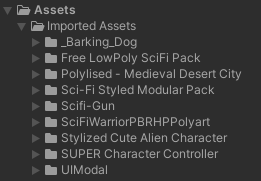 Assets
Imported Assets
_Barking_Dog
Free LowPoly SciFi Pack
Polylised - Medieval Desert City
Sci-Fi Styled Modular Pack
Scifi-Gun
SciFiWarriorPBRHPPolyart
Stylized Cute Alien Character
SUPER Character Controller
UIModal